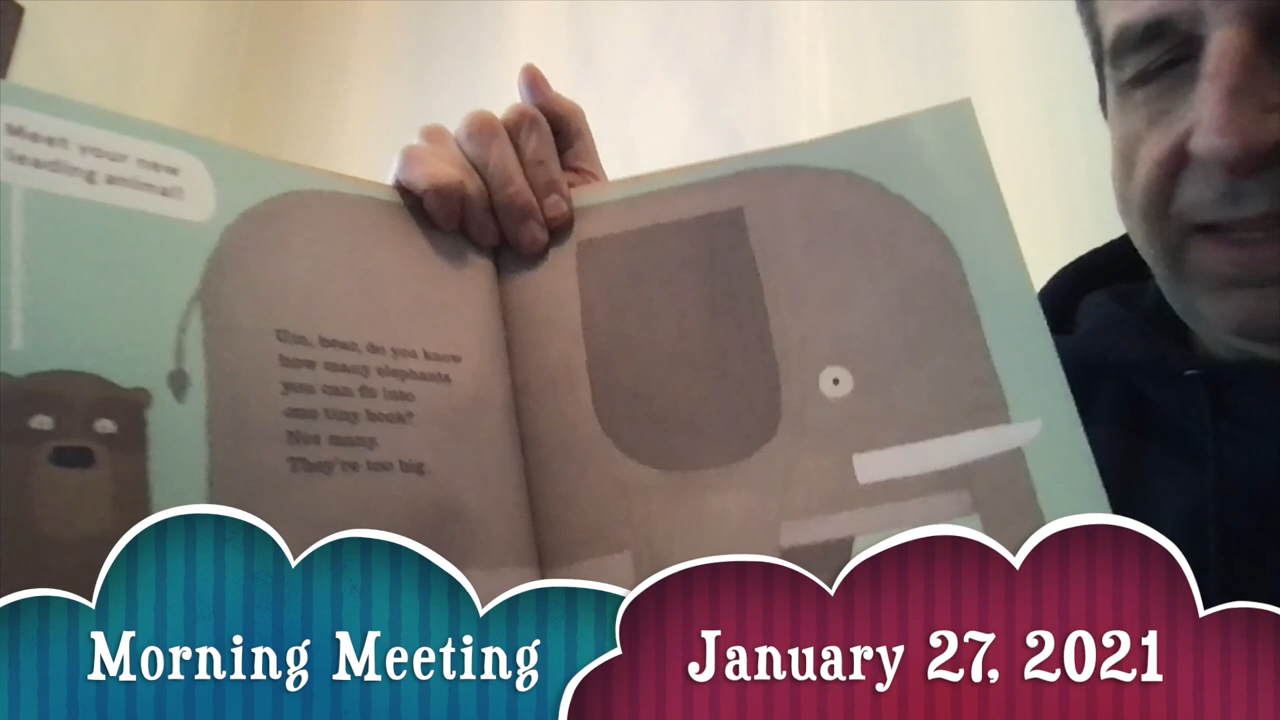 Meet your new
leading animal!
Um, bear, do you know
how many elephants
you can fit into
one tiny book?
Not many.
They're too big.
Morning Meeting
January 27, 2021